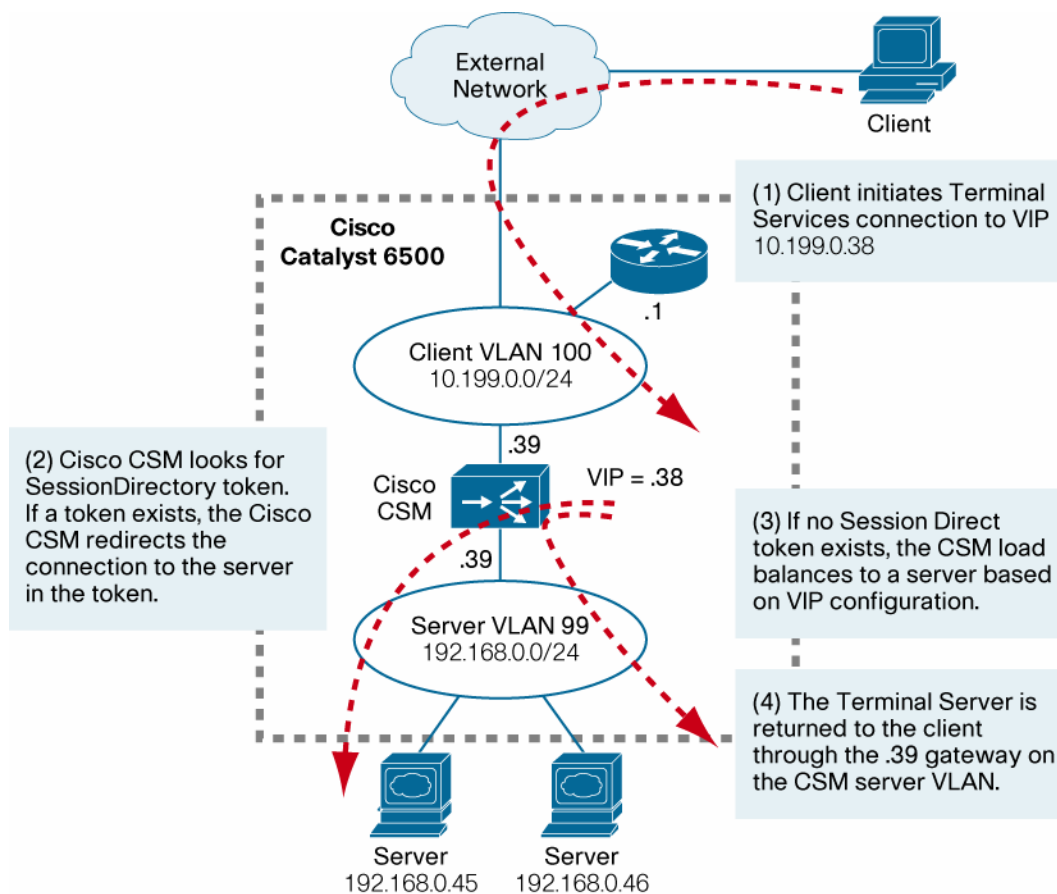 External
Network
Client
(1) Client initiates Terminal
Services connection to VIP
10.199.0.38
Cisco
Catalyst 6500
.1
Client VLAN 100
10.199.0.0/24
.39
(2) Cisco CSM looks for
SessionDirectory token.
If a token exists, the Cisco
CSM redirects the
connection to the server
in the token.
Cisco
CSM
VIP = .38
(3) If no Session Direct
token exists, the CSM load
balances to a server based
on VIP configuration.
.39
Server VLAN 99
192.168.0.0/24
(4) The Terminal Server is
returned to the client
through the .39 gateway on
the CSM server VLAN.
Server
192.168.0.45
Server
192.168.0.46